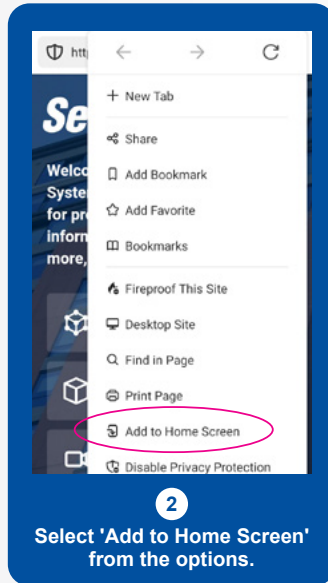 htt
+ New Tab
Se
Share
Welco
Add Bookmark
Syste
for pr
Add Favorite
inform
Bookmarks
more,
Fireproof This Site
Desktop Site
Find in Page
Print Page
Add to Home Screen
Disable Privacy Protection
2
Select 'Add to Home Screen'
from the options.